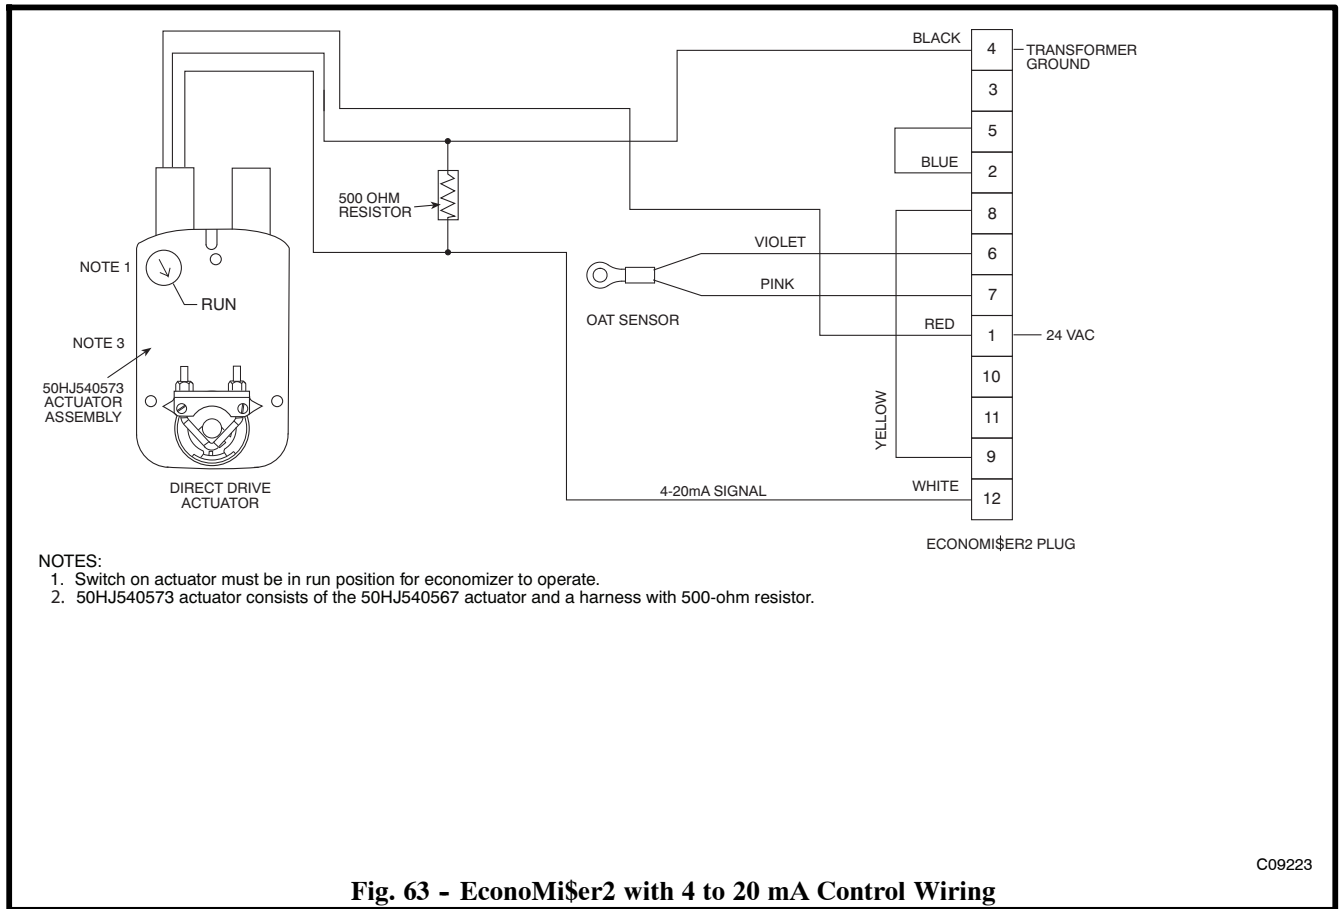 BLACK
4
TRANSFORMER
GROUND
3
5
BLUE
2
500 OHM
RESISTOR
8
VIOLET
6
NOTE 1
PINK
7
RUN
OAT SENSOR
RED
1
24 VAC
NOTE 3
10
50HJ540573
ACTUATOR
ASSEMBLY
YELLOW
11
9
DIRECT DRIVE
ACTUATOR
4-20mA SIGNAL
WHITE
12
ECONOMI$ER2 PLUG
NOTES:
1. Switch on actuator must be in run position for economizer to operate.
2. 50HJ540573 actuator consists of the 50HJ540567 actuator and a harness with 500-ohm resistor.
C09223
Fig. 63 - EconoMi$er2 with 4 to 20 mA Control Wiring